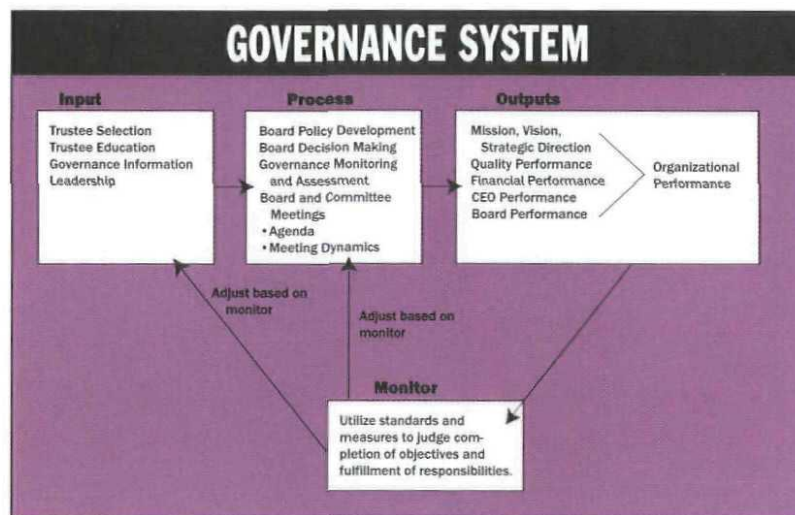 GOVERNANCE SYSTEM
Input
Trustee Selection
Trustee Education
Governance Information
Leadership
Process
Board Policy Development
Board Decision Making
Governance Monitoring
and Assessment
Board and Committee
Meetings
• Agenda
• Meeting Dynamics
Outputs
Mission, Vision,
Strategic Direction
Quality Performance
Financial Performance
CEO Performance
Board Performance
Organizational
Performance
Adjust based on
monitor
Adjust based on
monitor
Monitor
Utilize standards and
measures to judge com-
pletion of objectives and
fulfillment of responsibilities.